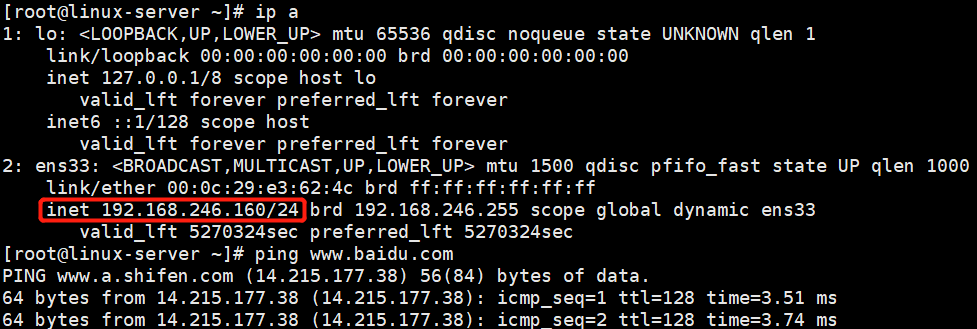 [root@linux-server ~]# ip a
1: lo: <LOOPBACK,UP,LOWER_UP> mtu 65536 qdisc noqueue state UNKNOWN qlen 1
    link/loopback 00:00:00:00:00:00 brd 00:00:00:00:00:00
    inet 127.0.0.1/8 scope host lo
       valid_lft forever preferred_lft forever
    inet6 ::1/128 scope host
       valid_lft forever preferred_lft forever
2: ens33: <BROADCAST,MULTICAST,UP,LOWER_UP> mtu 1500 qdisc pfifo_fast state UP qlen 1000
    link/ether 00:0c:29:e3:62:4c brd ff:ff:ff:ff:ff:ff
    inet 192.168.246.160/24 brd 192.168.246.255 scope global dynamic ens33
       valid_lft 5270324sec preferred_lft 5270324sec
[root@linux-server ~]# ping www.baidu.com
PING www.a.shifen.com (14.215.177.38) 56(84) bytes of data.
64 bytes from 14.215.177.38 (14.215.177.38): icmp_seq=1 ttl=128 time=3.51 ms
64 bytes from 14.215.177.38 (14.215.177.38): icmp_seq=2 ttl=128 time=3.74 ms